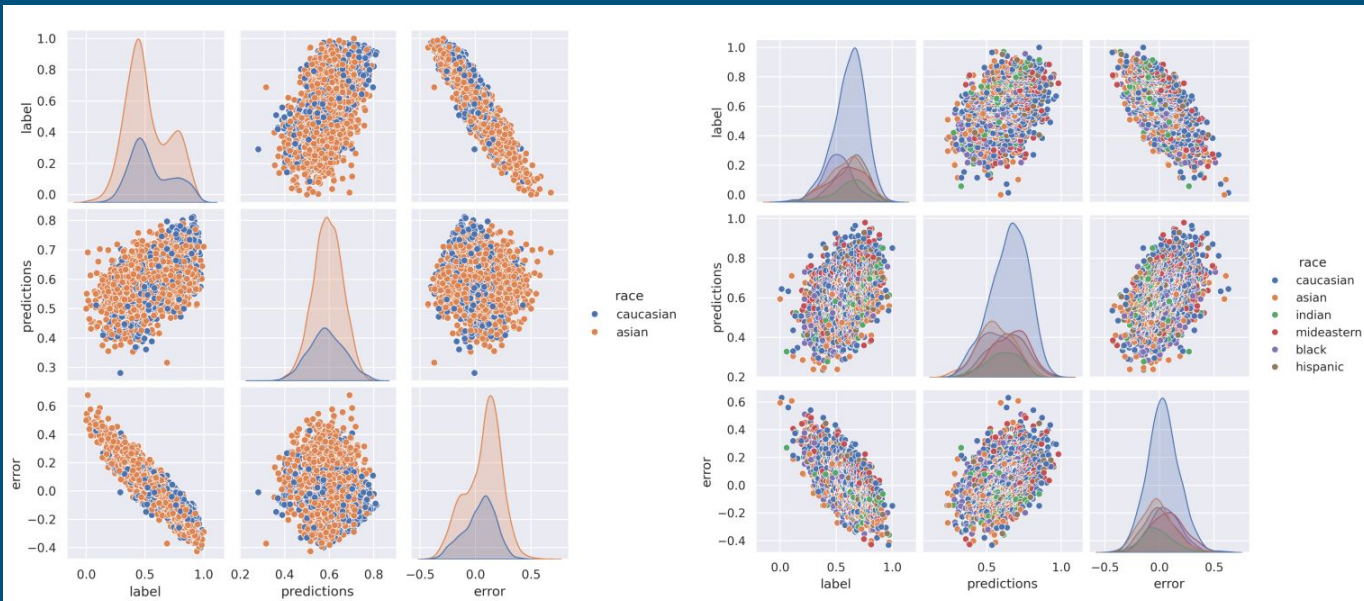 1.0
0.8
0.6
0.4
0.2
0.0
label
0.8
0.7
0.6
0.5
0.4
0.3
predictions
0.6
0.4
0.2
0.0
−0.2
−0.4
error
0.0 0.5 1.0
label
0.2 0.4 0.6 0.8
predictions
−0.5 0.0 0.5
error
race
caucasian
asian
1.0
0.8
0.6
0.4
0.2
0.0
label
1.0
0.8
0.6
0.4
0.2
predictions
0.6
0.4
0.2
0.0
−0.2
−0.4
error
0.0 0.5 1.0
label
0.5 1.0
predictions
−0.5 0.0 0.5
error
race
caucasian
asian
indian
mideastern
black
hispanic